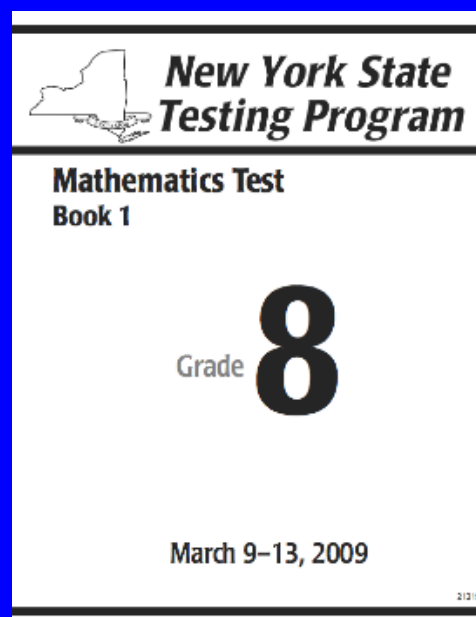 New York State
Testing Program
Mathematics Test
Book 1
Grade 8
March 9–13, 2009